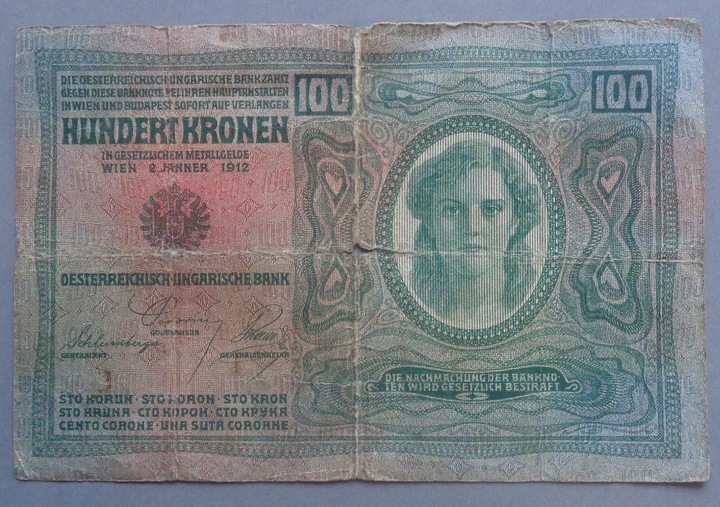 DIE OESTERREICHISCH-UNGARISCHE BANK ZAHLT
GEGEN DIESE BANKNOTE BEI IHREN HAUPTANSTALTEN
IN WIEN UND BUDAPEST SOFORT AUF VERLANGEN
HUNDERT KRONEN
IN GESETZLICHEM METALLGELDE
WIEN 2. JÄNNER 1912
OESTERREICHISCH-UNGARISCHE BANK
GOUVERNEUR
Schlumberger
GENERALRAT
GENERALSEKRETÄR
STO KORUN · STO KORON · STO KRON
STO KRUNA · СТО КОРОН · СТО КРУНА
CENTO CORONE · UNA SUTĂ COROANE
100
100
DIE NACHMACHUNG DER BANKNO-
TEN WIRD GESETZLICH BESTRAFT